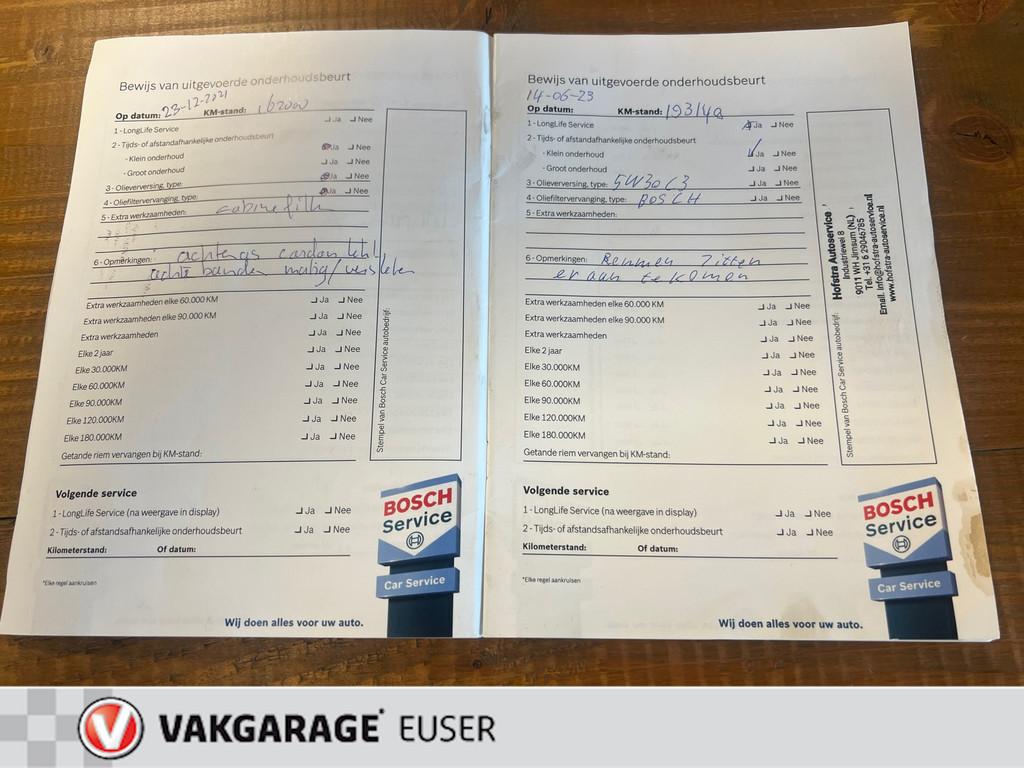 Bewijs van uitgevoerde onderhoudsbeurt
23-12-2021
Op datum: KM-stand:
1 - LongLife Service Ja Nee
2 - Tijds- of afstandafhankelijke onderhoudsbeurt
- Klein onderhoud Ja Nee
- Groot onderhoud Ja Nee
3 - Olieverversing, type: Ja Nee
4 - Oliefiltervervanging, type: Ja Nee
5 - Extra werkzaamheden:
6 - Opmerkingen: achter as cardan lekt
achter banden matig/versleten
Extra werkzaamheden elke 60.000 KM Ja Nee
Extra werkzaamheden elke 90.000 KM Ja Nee
Extra werkzaamheden Ja Nee
Elke 2 jaar Ja Nee
Elke 30.000KM Ja Nee
Elke 60.000KM Ja Nee
Elke 90.000KM Ja Nee
Elke 120.000KM Ja Nee
Elke 180.000KM Ja Nee
Getande riem vervangen bij KM-stand:
Stempel van Bosch Car Service autobedrijf:
Volgende service
1 - LongLife Service (na weergave in display) Ja Nee
2 - Tijds- of afstandsafhankelijke onderhoudsbeurt Ja Nee
Kilometerstand: Of datum:
*Elke regel aankruisen
BOSCH
Service
Car Service
Wij doen alles voor uw auto.
Bewijs van uitgevoerde onderhoudsbeurt
14-06-23
Op datum: KM-stand: 193140
1 - LongLife Service Ja Nee
2 - Tijds- of afstandafhankelijke onderhoudsbeurt
- Klein onderhoud Ja Nee
- Groot onderhoud Ja Nee
3 - Olieverversing, type: 5W30 C3 Ja Nee
4 - Oliefiltervervanging, type: BOSCH Ja Nee
5 - Extra werkzaamheden:
6 - Opmerkingen: Remmen Zitten
er aan te komen
Extra werkzaamheden elke 60.000 KM Ja Nee
Extra werkzaamheden elke 90.000 KM Ja Nee
Extra werkzaamheden Ja Nee
Elke 2 jaar Ja Nee
Elke 30.000KM Ja Nee
Elke 60.000KM Ja Nee
Elke 90.000KM Ja Nee
Elke 120.000KM Ja Nee
Elke 180.000KM Ja Nee
Getande riem vervangen bij KM-stand:
Stempel van Bosch Car Service autobedrijf:
Hofstra Autoservice
Industriewei 8
9011 WH Jirnsum (NL)
Tel. +31 6 29046785
Email. info@hofstra-autoservice.nl
www.hofstra-autoservice.nl
Volgende service
1 - LongLife Service (na weergave in display) Ja Nee
2 - Tijds- of afstandsafhankelijke onderhoudsbeurt Ja Nee
Kilometerstand: Of datum:
*Elke regel aankruisen
BOSCH
Service
Car Service
Wij doen alles voor uw auto.
VAKGARAGE EUSER